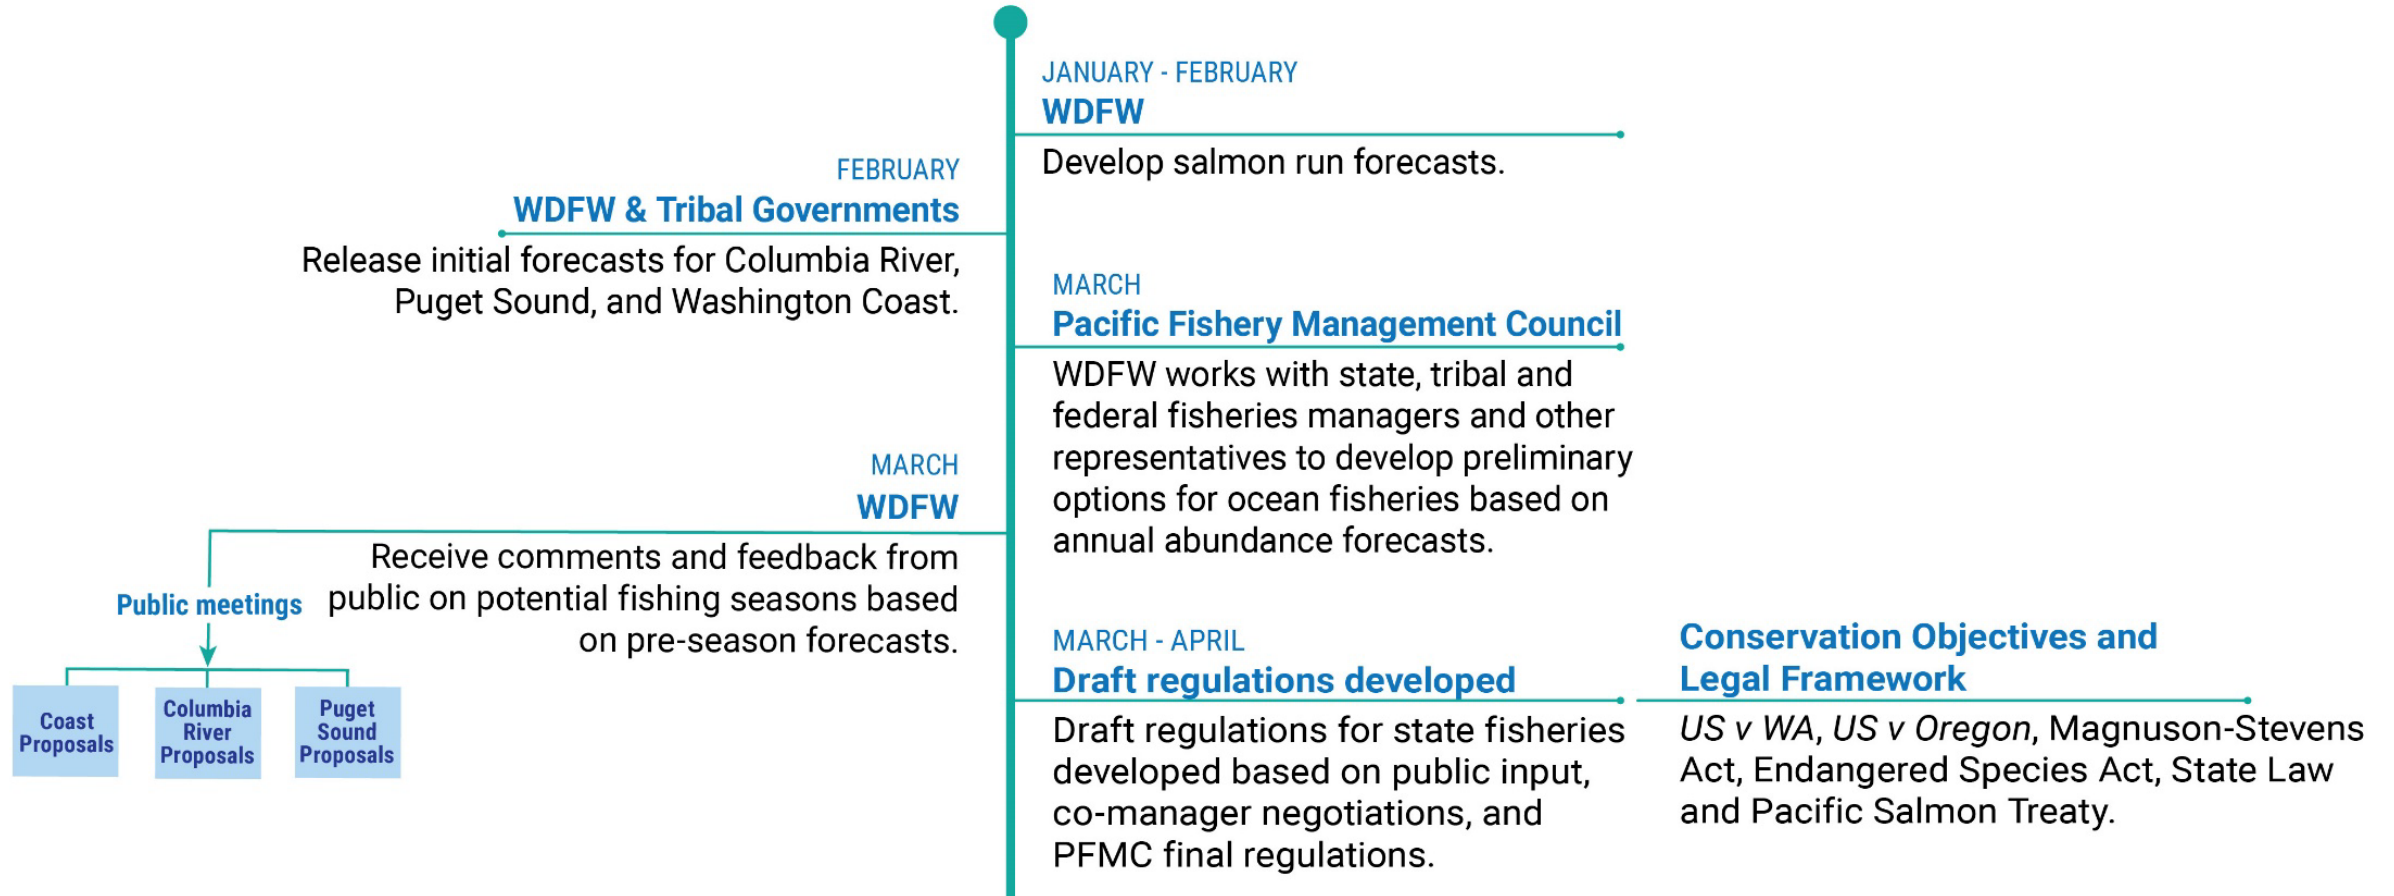 JANUARY - FEBRUARY
WDFW
Develop salmon run forecasts.
FEBRUARY
WDFW & Tribal Governments
Release initial forecasts for Columbia River,
Puget Sound, and Washington Coast.
MARCH
Pacific Fishery Management Council
WDFW works with state, tribal and
federal fisheries managers and other
representatives to develop preliminary
options for ocean fisheries based on
annual abundance forecasts.
MARCH
WDFW
Receive comments and feedback from
public on potential fishing seasons based
on pre-season forecasts.
Public meetings
Coast
Proposals
Columbia
River
Proposals
Puget
Sound
Proposals
MARCH - APRIL
Draft regulations developed
Draft regulations for state fisheries
developed based on public input,
co-manager negotiations, and
PFMC final regulations.
Conservation Objectives and
Legal Framework
US v WA, US v Oregon, Magnuson-Stevens
Act, Endangered Species Act, State Law
and Pacific Salmon Treaty.